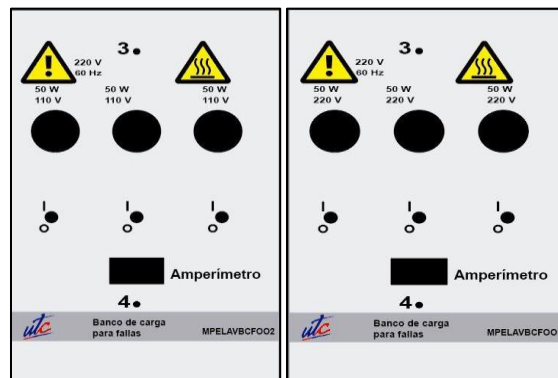 3
220 V
60 Hz
50 W
110 V
50 W
110 V
50 W
110 V
I
O
I
O
I
O
Amperímetro
4
utc
Banco de carga
para fallas
MPELAVBCFOO2
3
220 V
60 Hz
50 W
220 V
50 W
220 V
50 W
220 V
I
O
I
O
I
O
Amperímetro
4
utc
Banco de carga
para fallas
MPELAVBCFOO